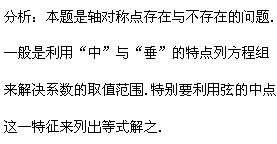 分析：本题是轴对称点存在与不存在的问题.
一般是利用“中”与“垂”的特点列方程组
来解决系数的取值范围.特别要利用弦的中点
这一特征来列出等式解之.